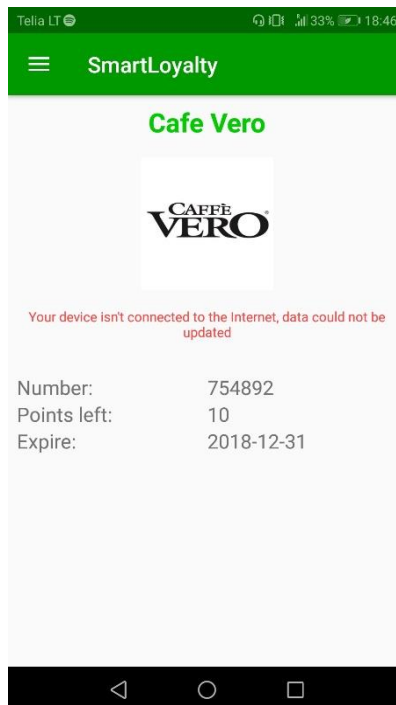 Telia LT 33% 18:46
SmartLoyalty
Cafe Vero
CAFFÈ
VERO
Your device isn't connected to the Internet, data could not be
updated
Number: 754892
Points left: 10
Expire: 2018-12-31